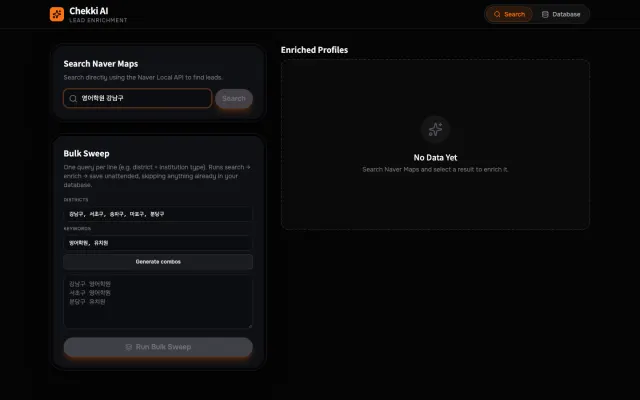 Chekki AI
LEAD ENRICHMENT
Search
Database
Search Naver Maps
Search directly using the Naver Local API to find leads.
영어학원 강남구
Search
Bulk Sweep
One query per line (e.g. district + institution type). Runs search →
enrich → save unattended, skipping anything already in your
database.
DISTRICTS
강남구, 서초구, 송파구, 마포구, 분당구
KEYWORDS
영어학원, 유치원
Generate combos
강남구 영어학원
서초구 영어학원
분당구 유치원
Run Bulk Sweep
Enriched Profiles
No Data Yet
Search Naver Maps and select a result to enrich it.